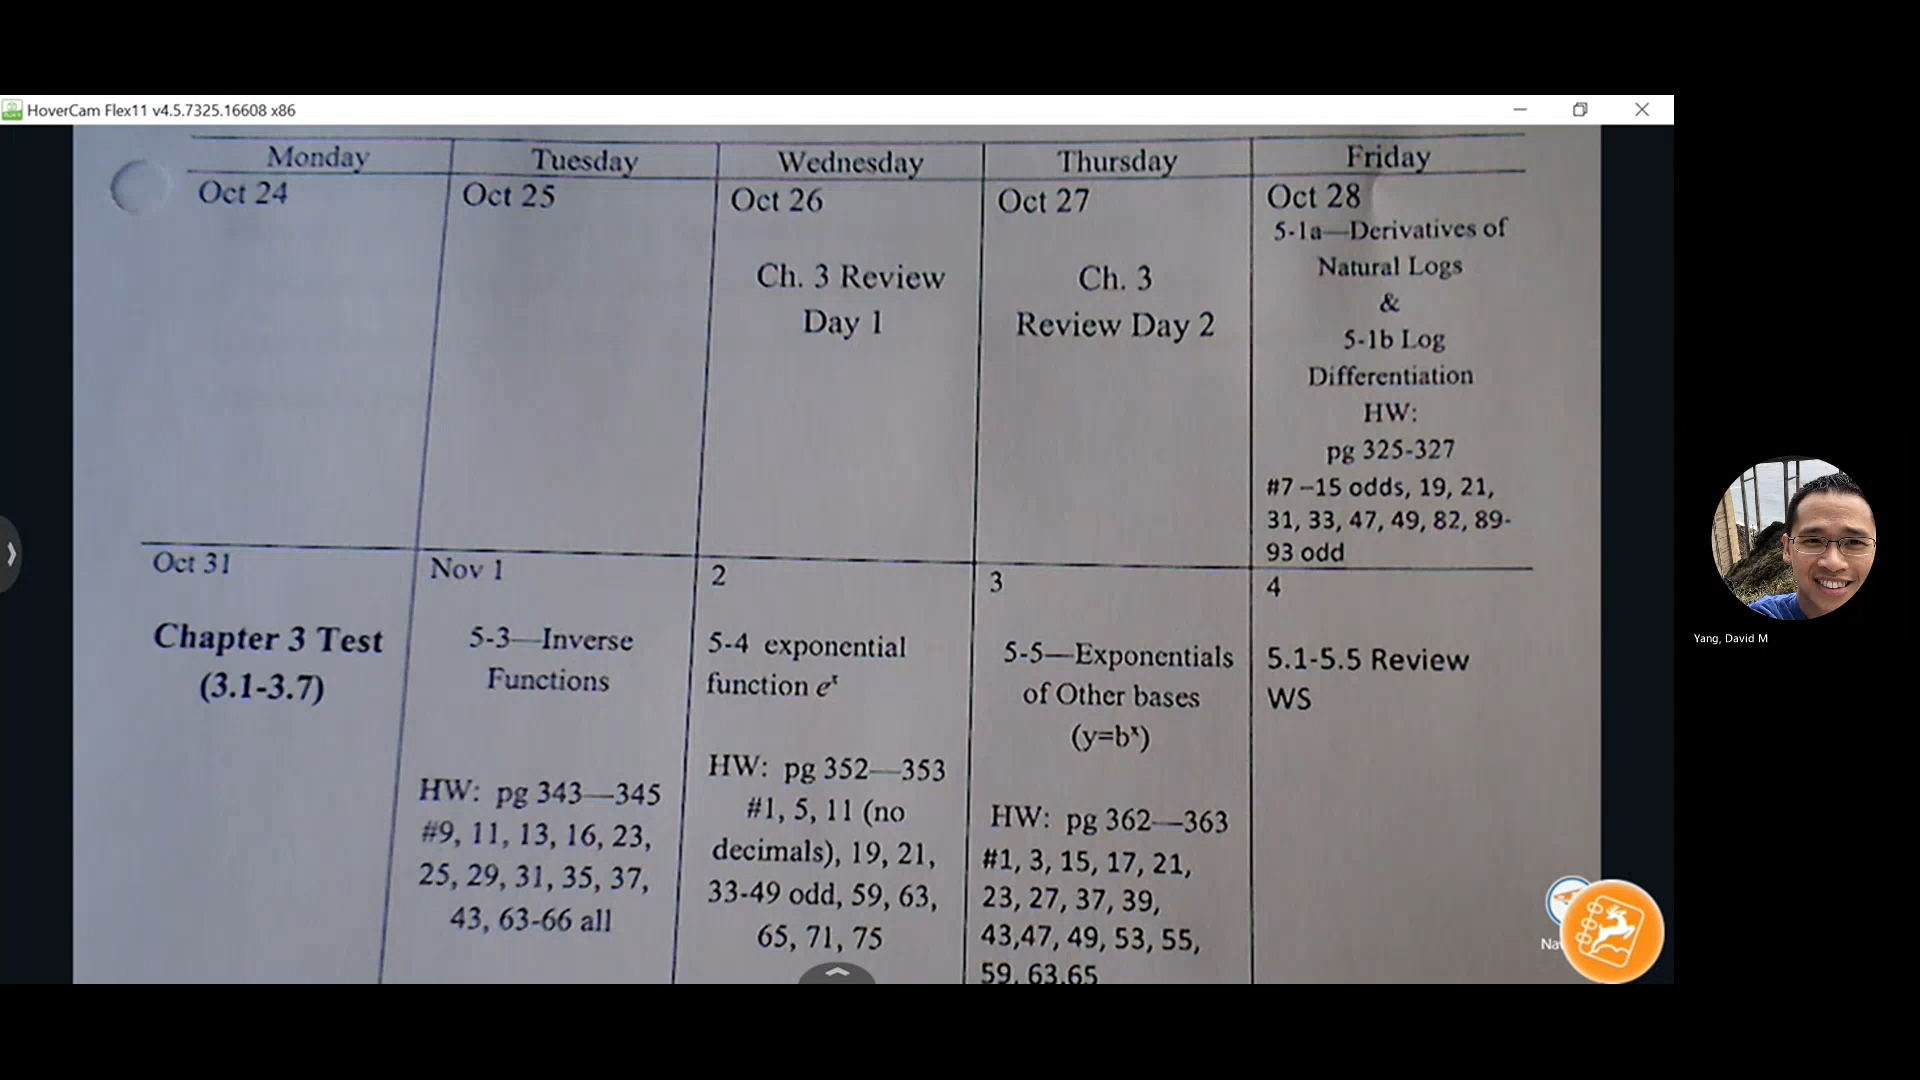 HoverCam Flex11 v4.5.7325.16608 x86
Monday
Tuesday
Wednesday
Thursday
Friday
Oct 24
Oct 25
Oct 26
Ch. 3 Review
Day 1
Oct 27
Ch. 3
Review Day 2
Oct 28
5-1a—Derivatives of
Natural Logs
&
5-1b Log
Differentiation
HW:
pg 325-327
#7 –15 odds, 19, 21,
31, 33, 47, 49, 82, 89-
93 odd
Oct 31
Chapter 3 Test
(3.1-3.7)
Nov 1
5-3—Inverse
Functions
HW: pg 343—345
#9, 11, 13, 16, 23,
25, 29, 31, 35, 37,
43, 63-66 all
2
5-4 exponential
function eˣ
HW: pg 352—353
#1, 5, 11 (no
decimals), 19, 21,
33-49 odd, 59, 63,
65, 71, 75
3
5-5—Exponentials
of Other bases
(y=bˣ)
HW: pg 362—363
#1, 3, 15, 17, 21,
23, 27, 37, 39,
43,47, 49, 53, 55,
59, 63,65
4
5.1-5.5 Review
WS
Yang, David M